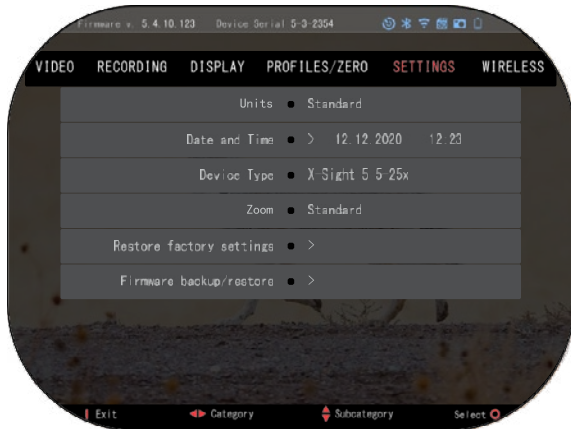 Firmware v. 5.4.10.123 Device Serial 5-3-2354
VIDEO RECORDING DISPLAY PROFILES/ZERO SETTINGS WIRELESS
Units Standard
Date and Time > 12.12.2020 12.23
Device Type X-Sight 5 5-25x
Zoom Standard
Restore factory settings >
Firmware backup/restore >
Exit Category Subcategory Select